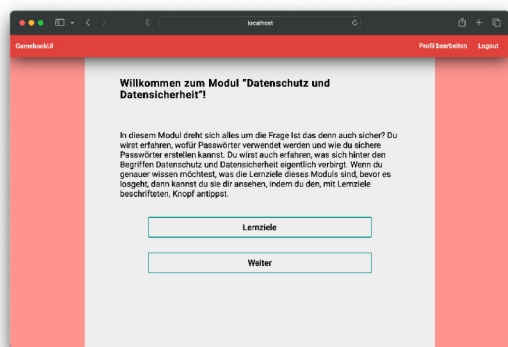 localhost
GamebookUI
Profil bearbeiten Logout
Willkommen zum Modul "Datenschutz und
Datensicherheit"!
In diesem Modul dreht sich alles um die Frage Ist das denn auch sicher? Du
wirst erfahren, wofür Passwörter verwendet werden und wie du sichere
Passwörter erstellen kannst. Du wirst auch erfahren, was sich hinter den
Begriffen Datenschutz und Datensicherheit eigentlich verbirgt. Wenn du
genauer wissen möchtest, was die Lernziele dieses Moduls sind, bevor es
losgeht, dann kannst du sie dir ansehen, indem du den, mit Lernziele
beschrifteten, Knopf antippst.
Lernziele
Weiter